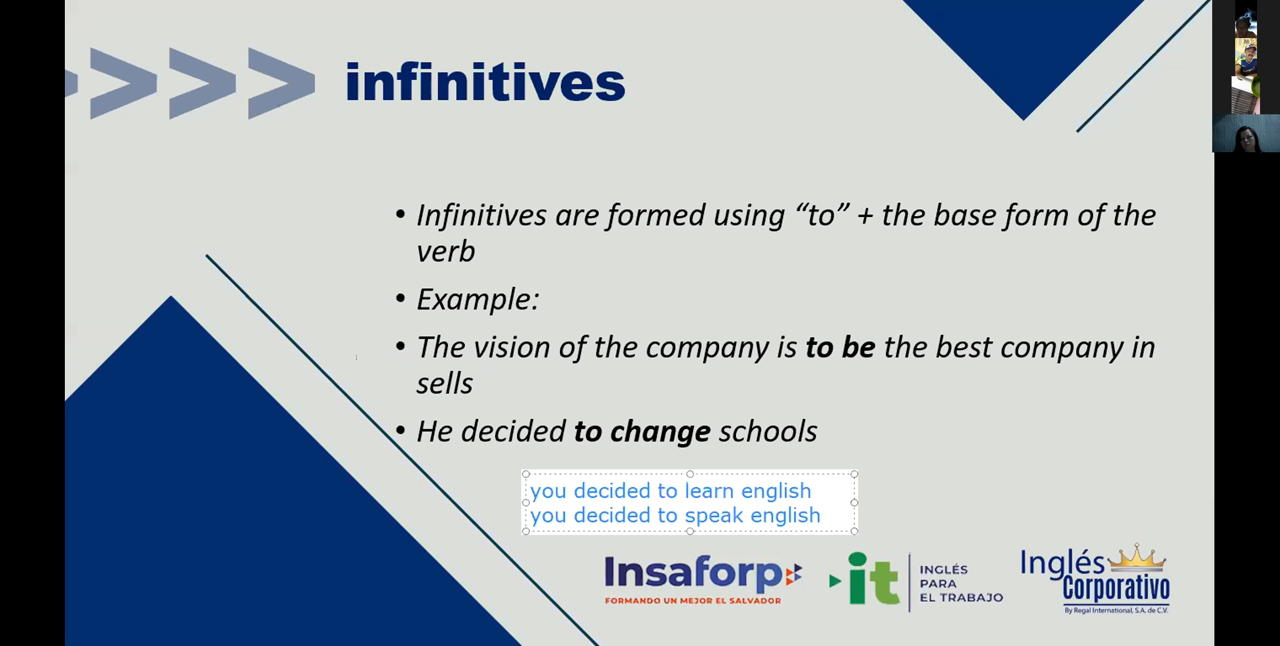 infinitives
• Infinitives are formed using “to” + the base form of the
verb
• Example:
• The vision of the company is to be the best company in
sells
• He decided to change schools
you decided to learn english
you decided to speak english
Insaforp
FORMANDO UN MEJOR EL SALVADOR
it
INGLÉS
PARA
EL TRABAJO
Inglés
Corporativo
By Regal International, S.A. de C.V.